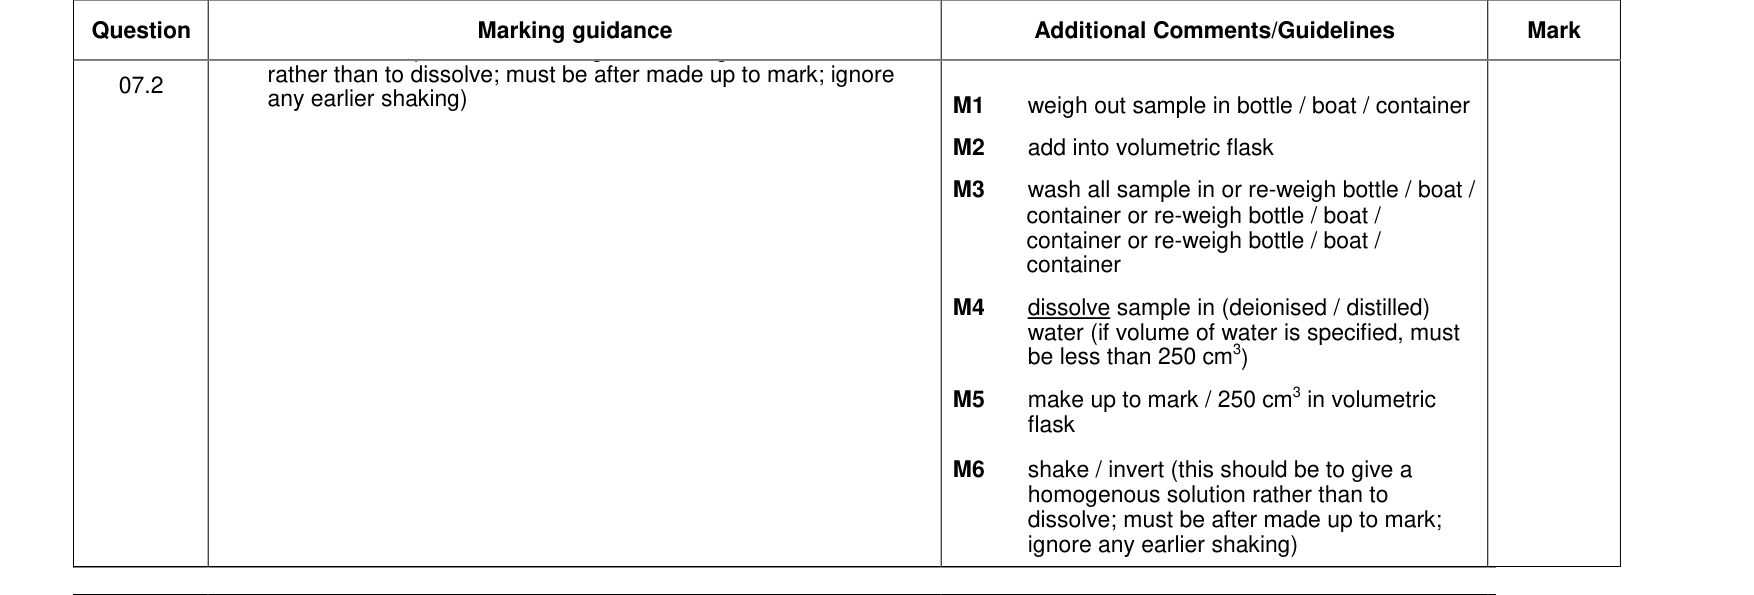 Question Marking guidance Additional Comments/Guidelines Mark
07.2
rather than to dissolve; must be after made up to mark; ignore
any earlier shaking)
M1 weigh out sample in bottle / boat / container
M2 add into volumetric flask
M3 wash all sample in or re-weigh bottle / boat /
container or re-weigh bottle / boat /
container or re-weigh bottle / boat /
container
M4 dissolve sample in (deionised / distilled)
water (if volume of water is specified, must
be less than 250 cm³)
M5 make up to mark / 250 cm³ in volumetric
flask
M6 shake / invert (this should be to give a
homogenous solution rather than to
dissolve; must be after made up to mark;
ignore any earlier shaking)